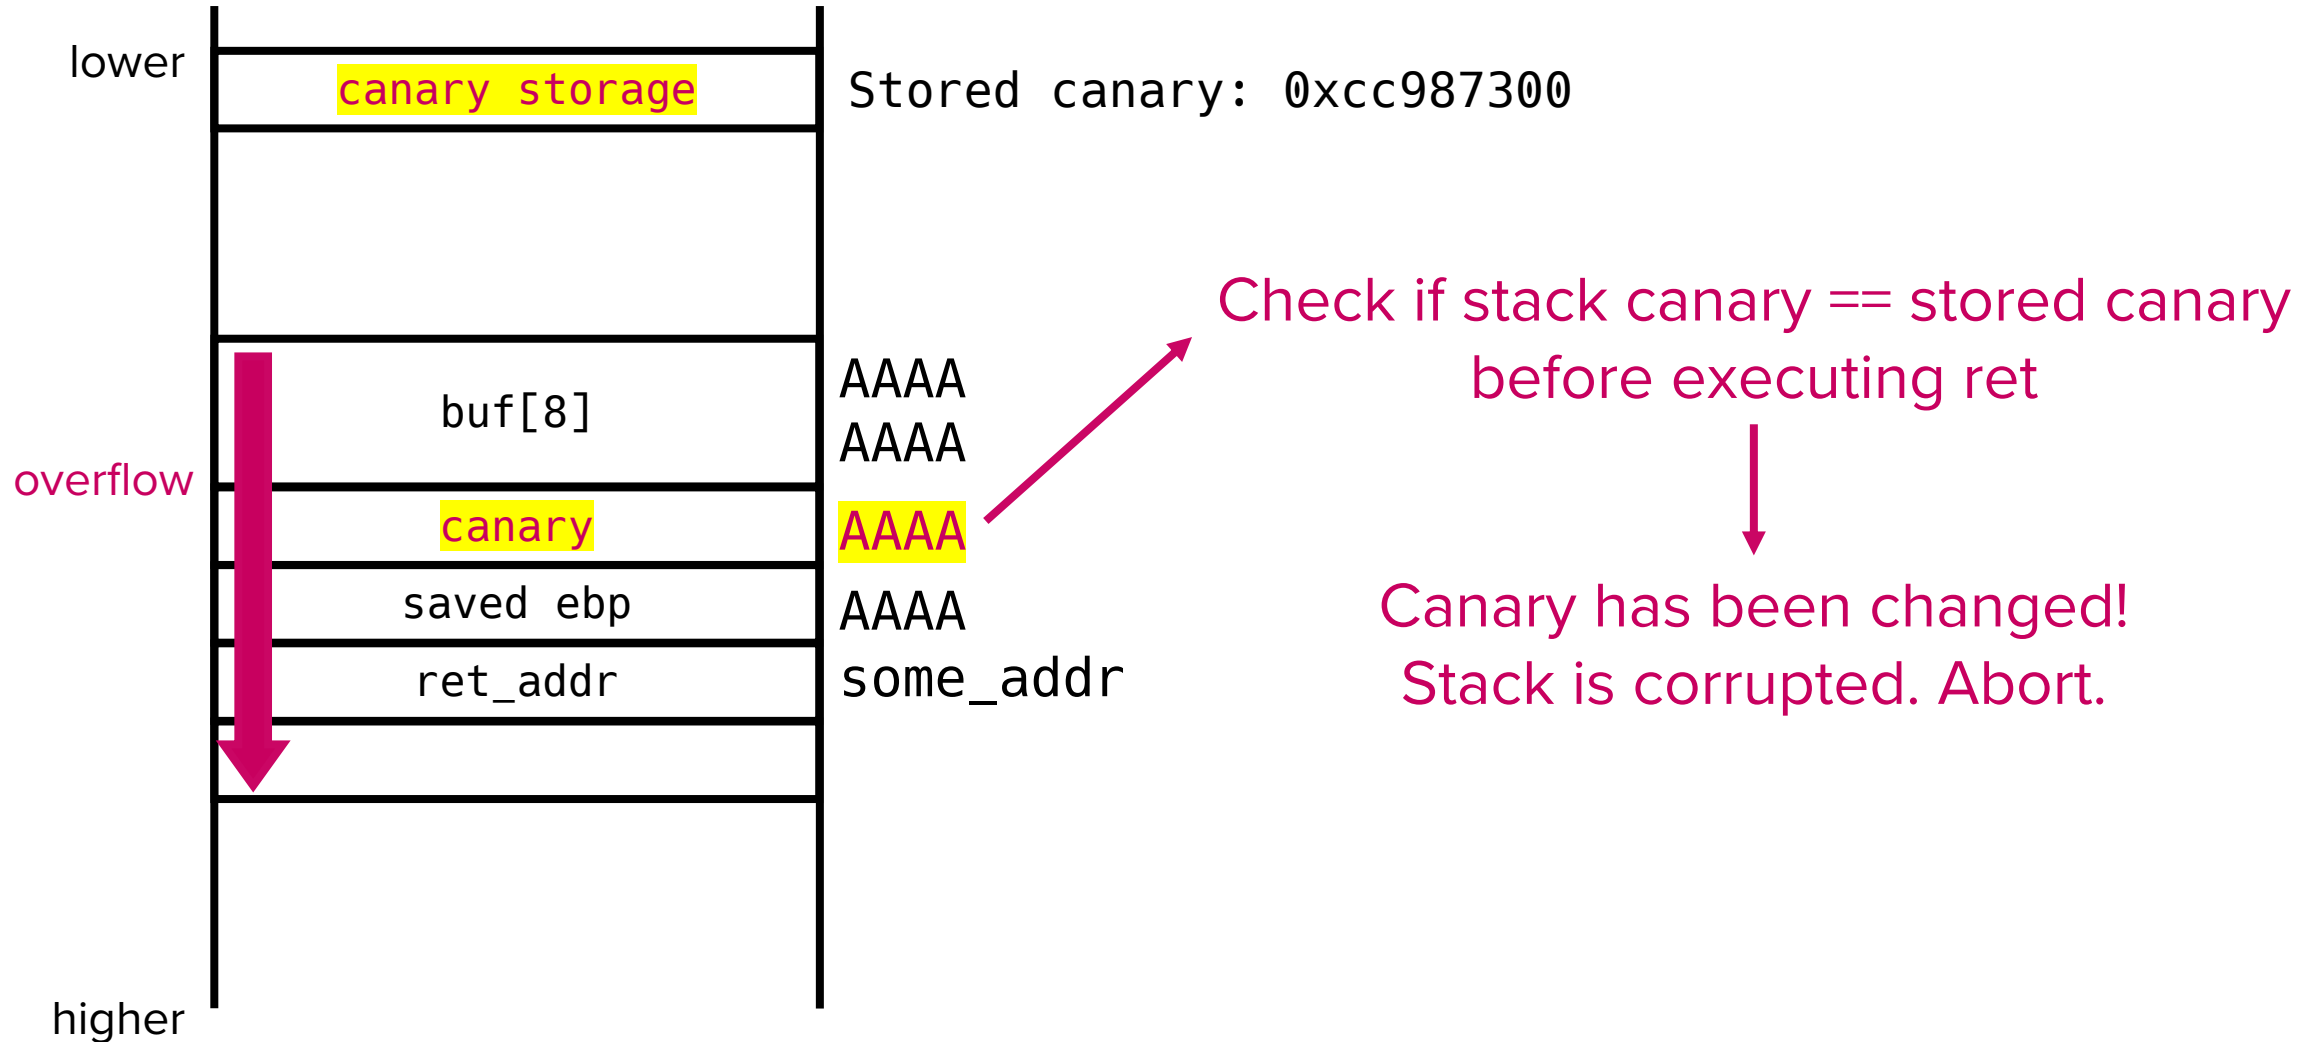 lower
canary storage
Stored canary: 0xcc987300
Check if stack canary == stored canary
before executing ret
buf[8]
AAAA
AAAA
overflow
canary
AAAA
saved ebp
AAAA
ret_addr
some_addr
Canary has been changed!
Stack is corrupted. Abort.
higher